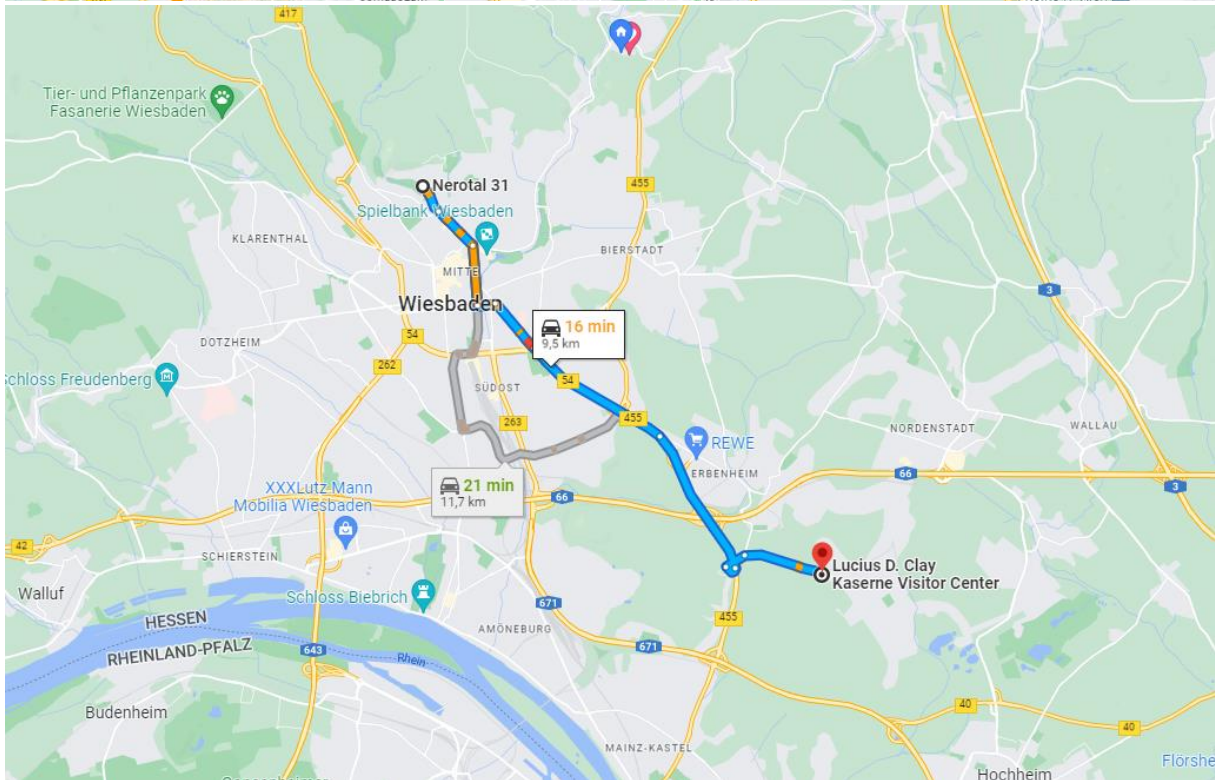 417
Tier- und Pflanzenpark
Fasanerie Wiesbaden
Nerotal 31
455
Spielbank Wiesbaden
KLARENTHAL
BIERSTADT
MITTE
3
Wiesbaden
16 min
9,5 km
54
DOTZHEIM
262
Schloss Freudenberg
54
SÜDOST
263
455
REWE
NORDENSTADT
WALLAU
ERBENHEIM
66
3
21 min
11,7 km
XXXLutz Mann
Mobilia Wiesbaden
66
42
SCHIERSTEIN
Lucius D. Clay
Kaserne Visitor Center
Walluf
Schloss Biebrich
671
HESSEN
AMÖNEBURG
455
RHEINLAND-PFALZ
643
Rhein
671
Budenheim
40
40
MAINZ-KASTEL
Flörshe
Hochheim